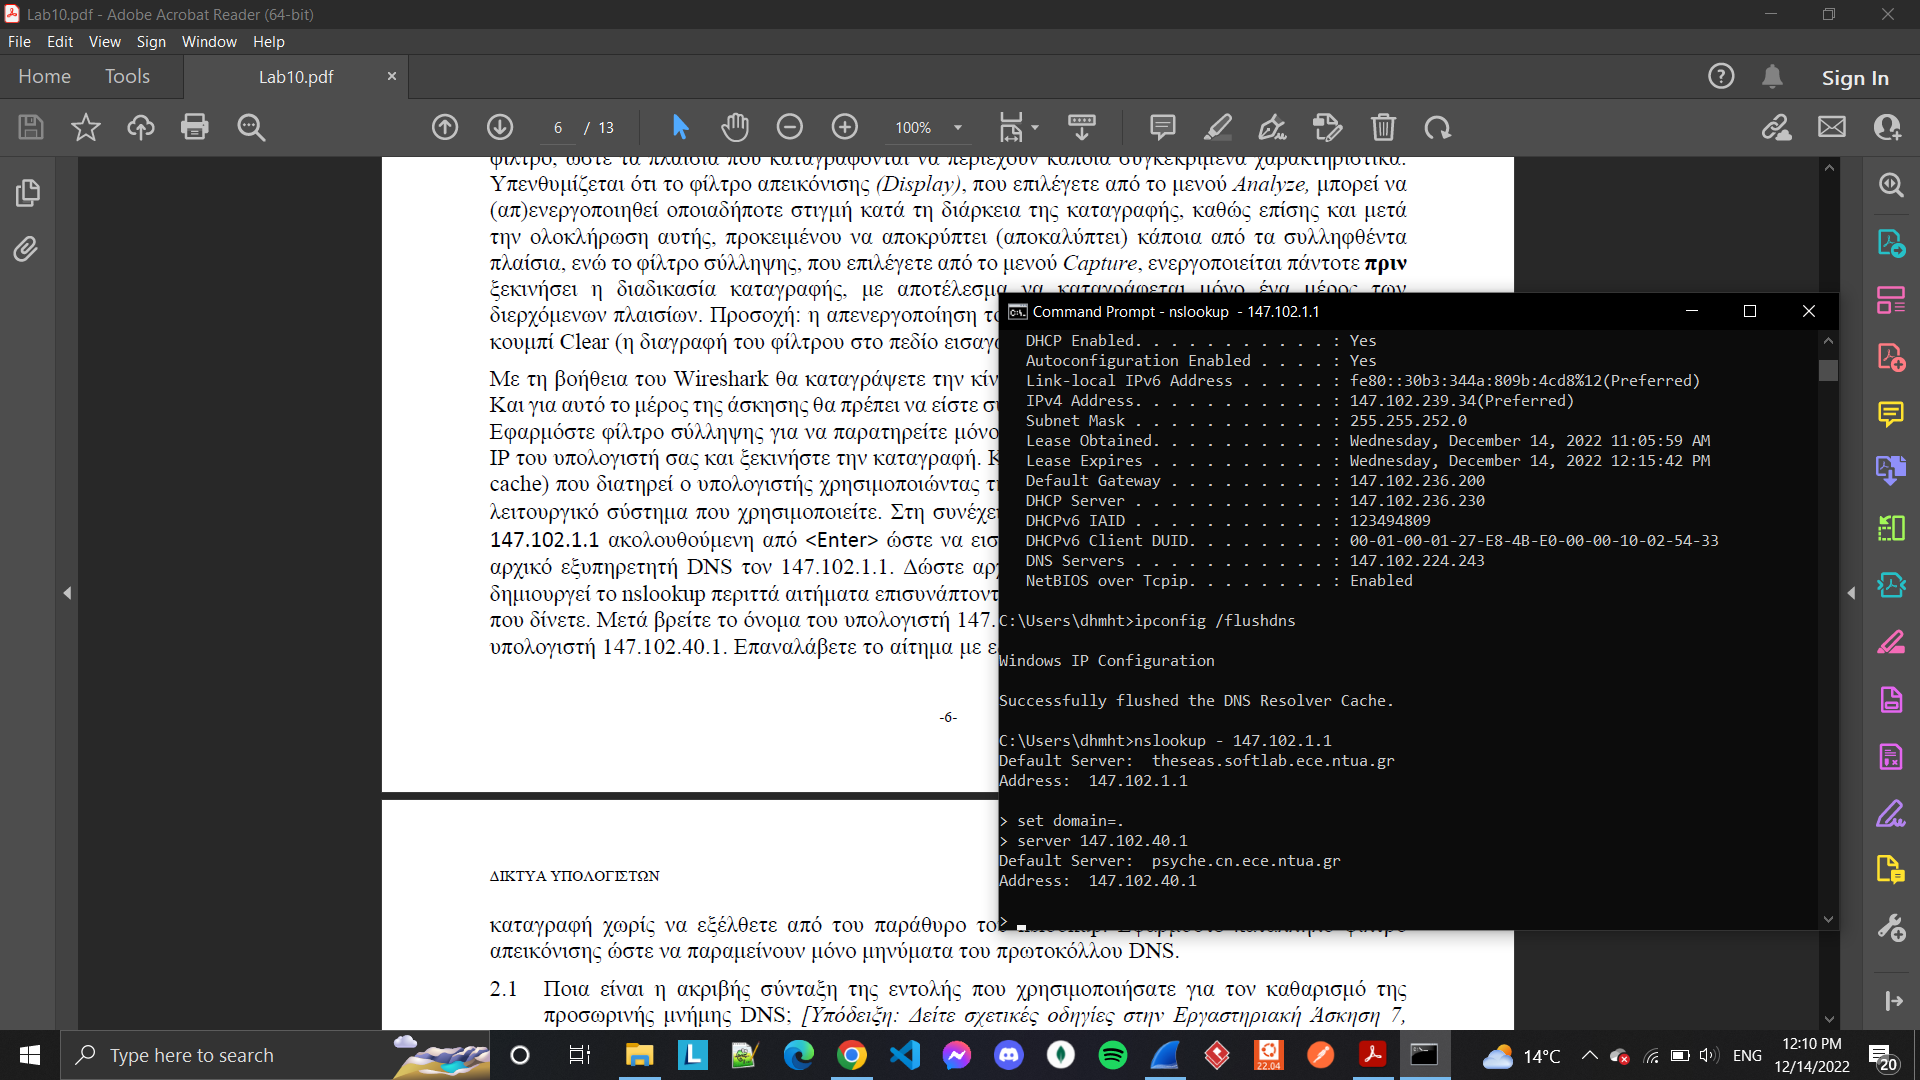 Lab10.pdf - Adobe Acrobat Reader (64-bit)
File Edit View Sign Window Help
Home Tools Lab10.pdf × Sign In
6 / 13 100%
φίλτρο, ώστε τα πλαίσια που καταγράφονται να περιέχουν κάποια συγκεκριμένα χαρακτηριστικά.
Υπενθυμίζεται ότι το φίλτρο απεικόνισης (Display), που επιλέγετε από το μενού Analyze, μπορεί να
(απ)ενεργοποιηθεί οποιαδήποτε στιγμή κατά τη διάρκεια της καταγραφής, καθώς επίσης και μετά
την ολοκλήρωση αυτής, προκειμένου να αποκρύπτει (αποκαλύπτει) κάποια από τα συλληφθέντα
πλαίσια, ενώ το φίλτρο σύλληψης, που επιλέγετε από το μενού Capture, ενεργοποιείται πάντοτε πριν
ξεκινήσει η διαδικασία καταγραφής, με αποτέλεσμα να καταγράφεται μόνο ένα μέρος των
διερχόμενων πλαισίων. Προσοχή: η απενεργοποίηση
κουμπί Clear (η διαγραφή του φίλτρου στο πεδίο
Με τη βοήθεια του Wireshark θα καταγράψετε την
Και για αυτό το μέρος της άσκησης θα πρέπει να είστε
Εφαρμόστε φίλτρο σύλληψης για να παρατηρείτε μόνο
IP του υπολογιστή σας και ξεκινήστε την καταγραφή.
cache) που διατηρεί ο υπολογιστής χρησιμοποιώντας
λειτουργικό σύστημα που χρησιμοποιείτε. Στη
147.102.1.1 ακολουθούμενη από <Enter> ώστε να
αρχικό εξυπηρετητή DNS τον 147.102.1.1. Δώστε
δημιουργεί το nslookup περιττά αιτήματα
που δίνετε. Μετά βρείτε το όνομα του υπολογιστή 147.
υπολογιστή 147.102.40.1. Επαναλάβετε το αίτημα με
-6-
ΔΙΚΤΥΑ ΥΠΟΛΟΓΙΣΤΩΝ
καταγραφή χωρίς να εξέλθετε από του παράθυρο
απεικόνισης ώστε να παραμείνουν μόνο μηνύματα του πρωτοκόλλου DNS.
2.1 Ποια είναι η ακριβής σύνταξη της εντολής που χρησιμοποιήσατε για τον καθαρισμό της
προσωρινής μνήμης DNS; [Υπόδειξη: Δείτε σχετικές οδηγίες στην Εργαστηριακή Άσκηση 7,
Command Prompt - nslookup - 147.102.1.1
DHCP Enabled. . . . . . . . . . . : Yes
Autoconfiguration Enabled . . . . : Yes
Link-local IPv6 Address . . . . . : fe80::30b3:344a:809b:4cd8%12(Preferred)
IPv4 Address. . . . . . . . . . . : 147.102.239.34(Preferred)
Subnet Mask . . . . . . . . . . . : 255.255.252.0
Lease Obtained. . . . . . . . . . : Wednesday, December 14, 2022 11:05:59 AM
Lease Expires . . . . . . . . . . : Wednesday, December 14, 2022 12:15:42 PM
Default Gateway . . . . . . . . . : 147.102.236.200
DHCP Server . . . . . . . . . . . : 147.102.236.230
DHCPv6 IAID . . . . . . . . . . . : 123494809
DHCPv6 Client DUID. . . . . . . . : 00-01-00-01-27-E8-4B-E0-00-00-10-02-54-33
DNS Servers . . . . . . . . . . . : 147.102.224.243
NetBIOS over Tcpip. . . . . . . . : Enabled
C:\Users\dhmht>ipconfig /flushdns
Windows IP Configuration
Successfully flushed the DNS Resolver Cache.
C:\Users\dhmht>nslookup - 147.102.1.1
Default Server: theseas.softlab.ece.ntua.gr
Address: 147.102.1.1
> set domain=.
> server 147.102.40.1
Default Server: psyche.cn.ece.ntua.gr
Address: 147.102.40.1
>
Type here to search
22.04
14°C
ENG
12:10 PM
12/14/2022
20